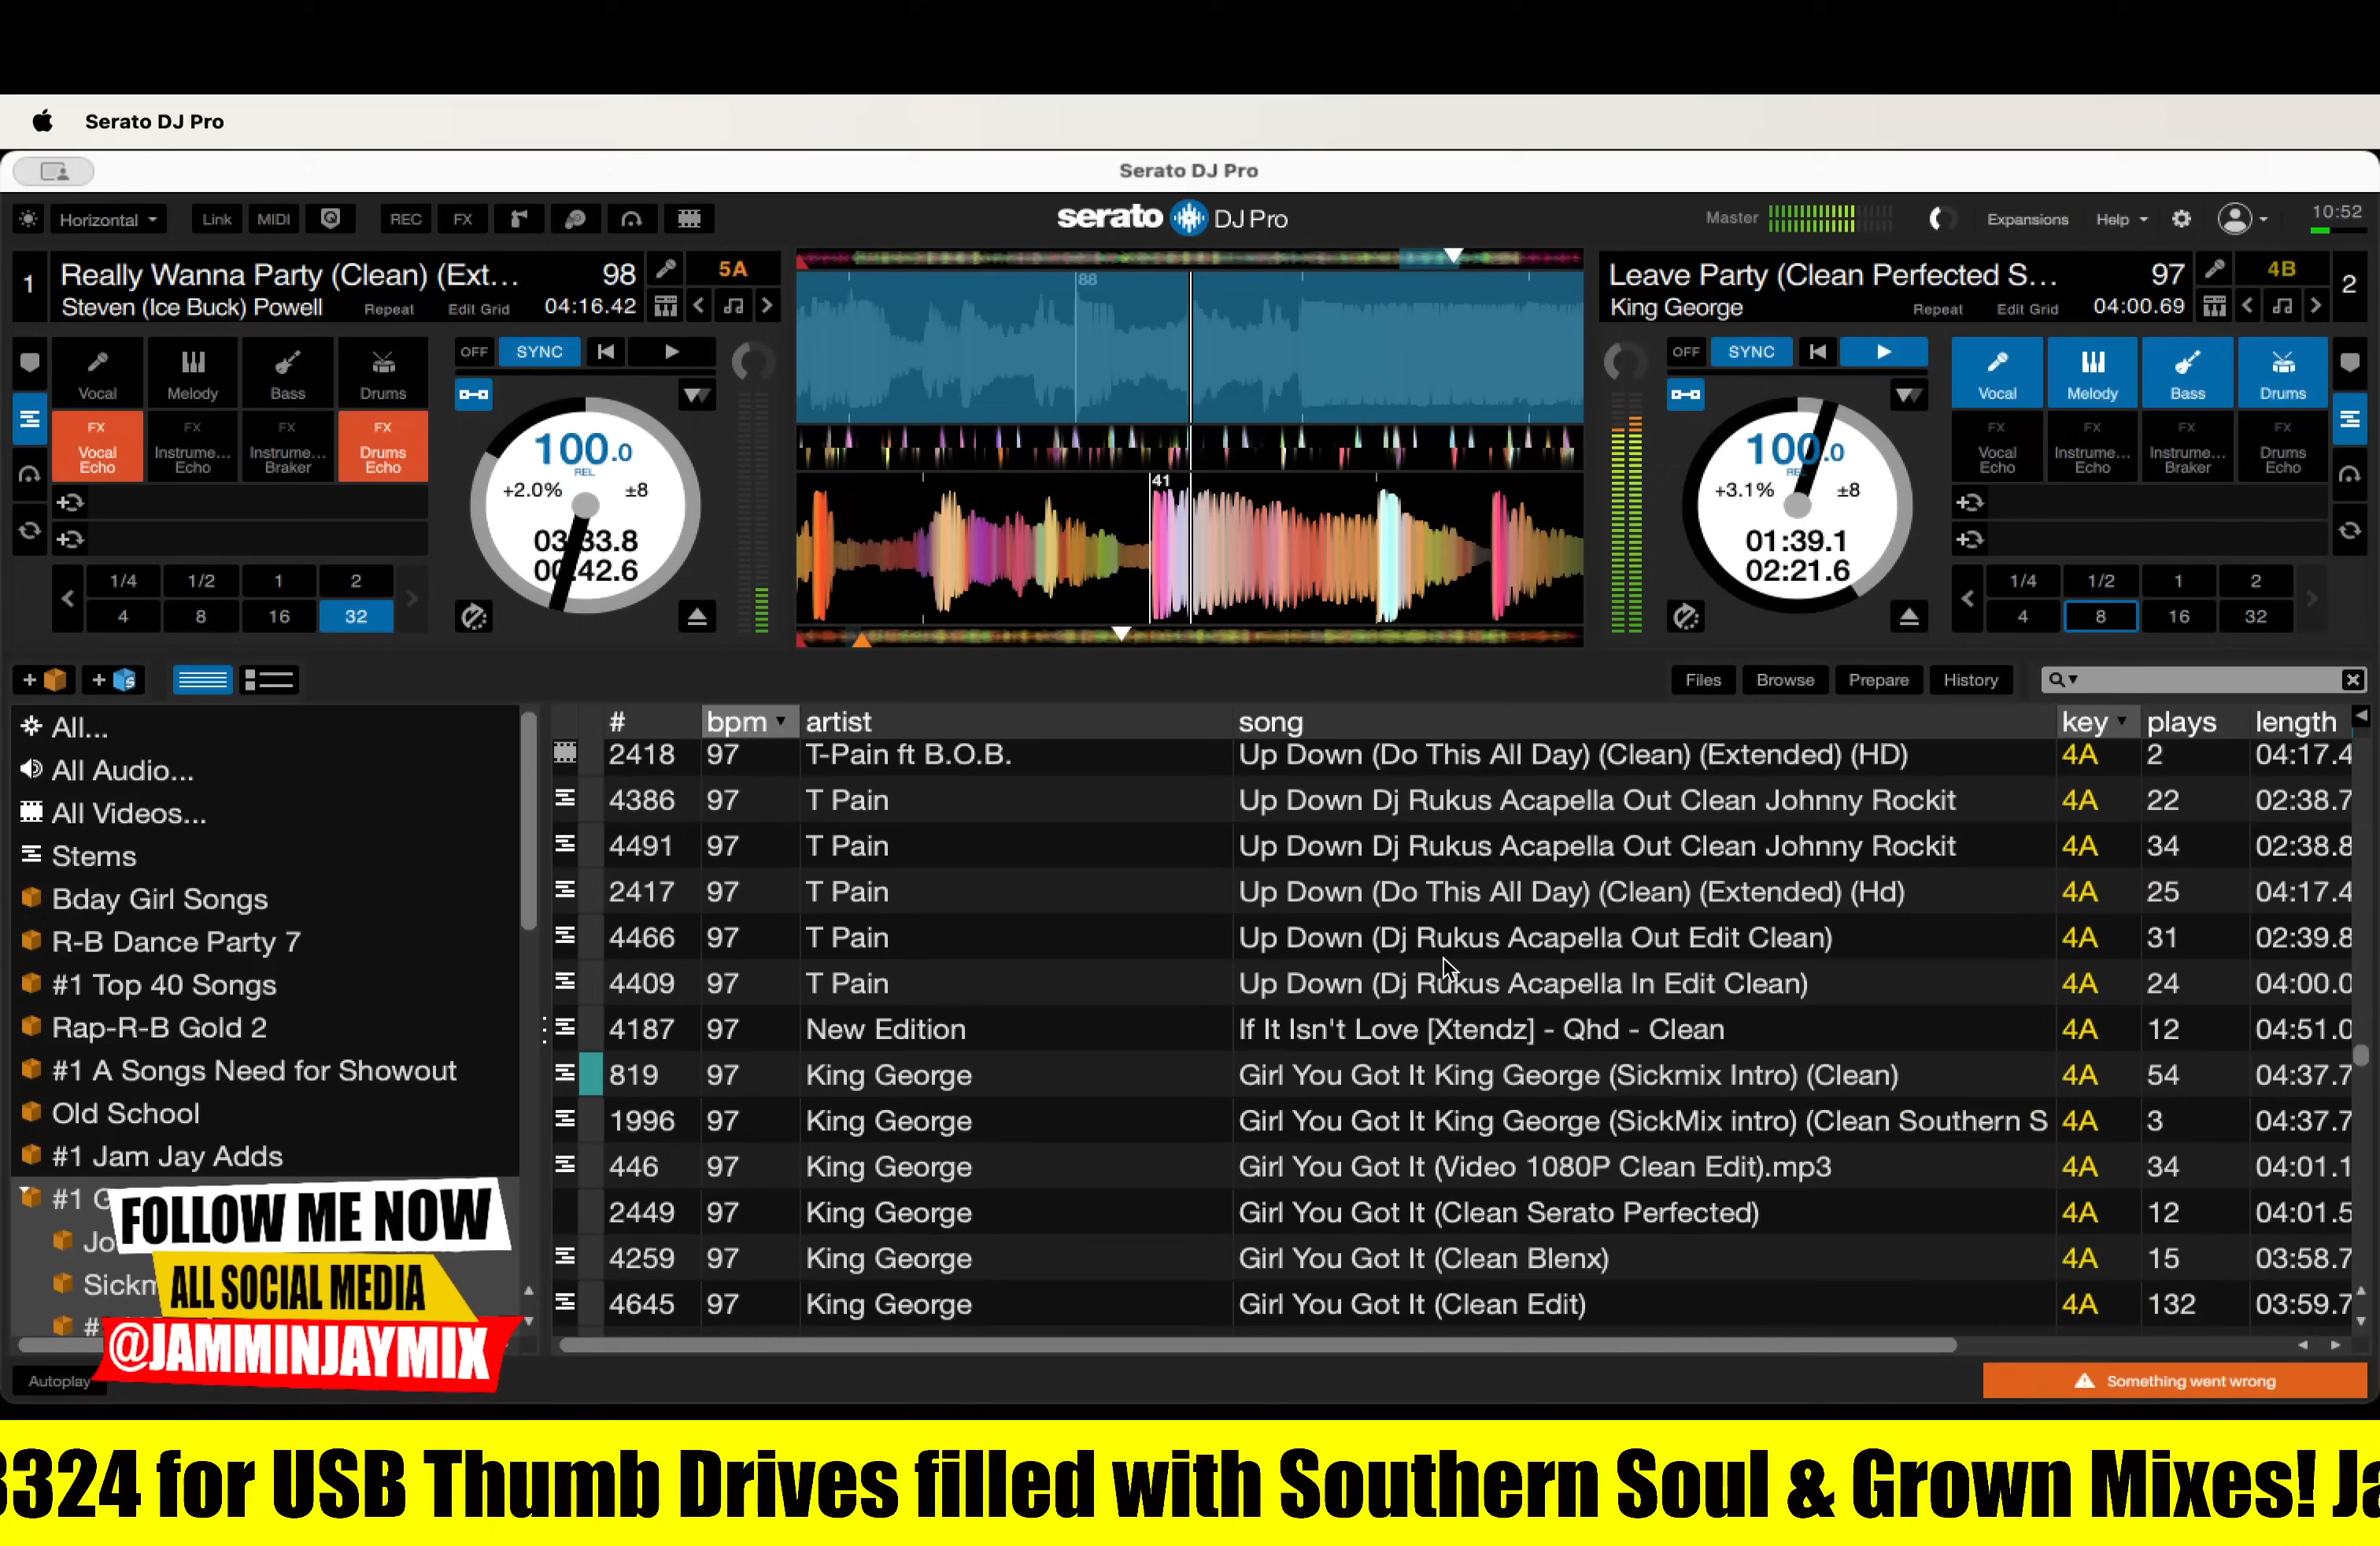 Serato DJ Pro
Serato DJ Pro
Horizontal Link MIDI REC FX serato DJ Pro Master Expansions Help 10:52
1 Really Wanna Party (Clean) (Ext... 98 5A
Steven (Ice Buck) Powell Repeat Edit Grid 04:16.42
Leave Party (Clean Perfected S... 97 4B 2
King George Repeat Edit Grid 04:00.69
OFF SYNC
Vocal Melody Bass Drums
FX FX FX FX
Vocal Echo Instrume... Echo Instrume... Braker Drums Echo
100.0
REL
+2.0% ±8
00:42.6
1/4 1/2 1 2
4 8 16 32
88
41
OFF SYNC
Vocal Melody Bass Drums
FX FX FX FX
Vocal Echo Instrume... Echo Instrume... Braker Drums Echo
100.0
+3.1% ±8
01:39.1
02:21.6
1/4 1/2 1 2
4 8 16 32
Files Browse Prepare History
All...
All Audio...
All Videos...
Stems
Bday Girl Songs
R-B Dance Party 7
#1 Top 40 Songs
Rap-R-B Gold 2
#1 A Songs Need for Showout
Old School
#1 Jam Jay Adds
#1 G
Jo
Sickm
#
# bpm artist song key plays length
2418 97 T-Pain ft B.O.B. Up Down (Do This All Day) (Clean) (Extended) (HD) 4A 2 04:17.4
4386 97 T Pain Up Down Dj Rukus Acapella Out Clean Johnny Rockit 4A 22 02:38.7
4491 97 T Pain Up Down Dj Rukus Acapella Out Clean Johnny Rockit 4A 34 02:38.8
2417 97 T Pain Up Down (Do This All Day) (Clean) (Extended) (Hd) 4A 25 04:17.4
4466 97 T Pain Up Down (Dj Rukus Acapella Out Edit Clean) 4A 31 02:39.8
4409 97 T Pain Up Down (Dj Rukus Acapella In Edit Clean) 4A 24 04:00.0
4187 97 New Edition If It Isn't Love [Xtendz] - Qhd - Clean 4A 12 04:51.0
819 97 King George Girl You Got It King George (Sickmix Intro) (Clean) 4A 54 04:37.7
1996 97 King George Girl You Got It King George (SickMix intro) (Clean Southern S 4A 3 04:37.7
446 97 King George Girl You Got It (Video 1080P Clean Edit).mp3 4A 34 04:01.1
2449 97 King George Girl You Got It (Clean Serato Perfected) 4A 12 04:01.5
4259 97 King George Girl You Got It (Clean Blenx) 4A 15 03:58.7
4645 97 King George Girl You Got It (Clean Edit) 4A 132 03:59.7
FOLLOW ME NOW
ALL SOCIAL MEDIA
@JAMMINJAYMIX
Autoplay
Something went wrong
3324 for USB Thumb Drives filled with Southern Soul & Grown Mixes! Ja